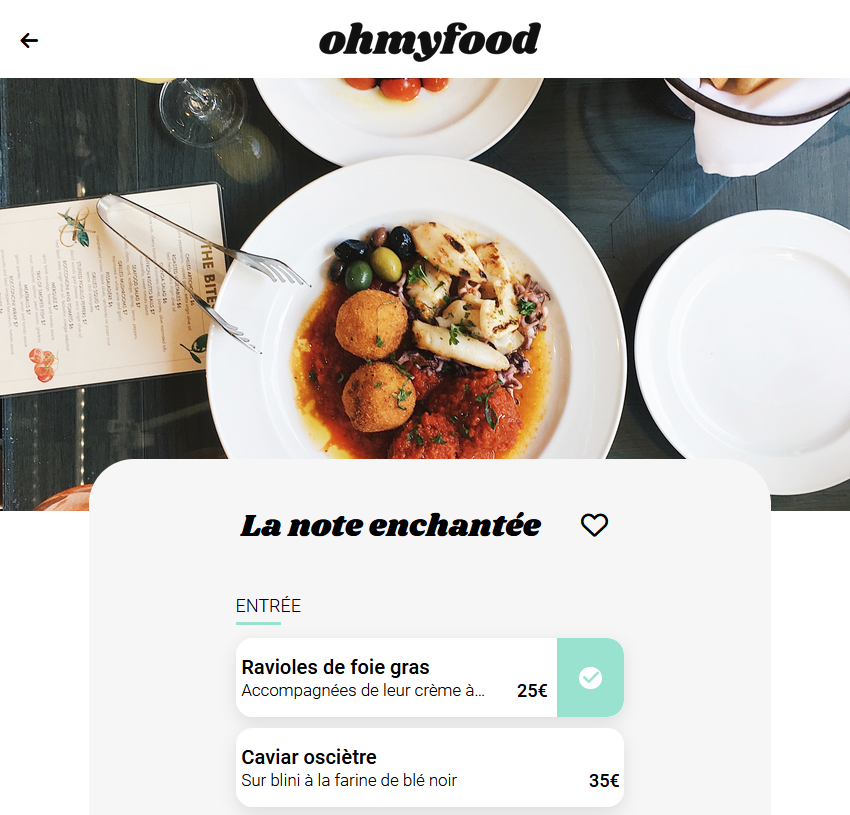 ohmyfood
THE BITE
La note enchantée
ENTRÉE
Ravioles de foie gras
Accompagnées de leur crème à... 25€
Caviar osciètre
Sur blini à la farine de blé noir 35€